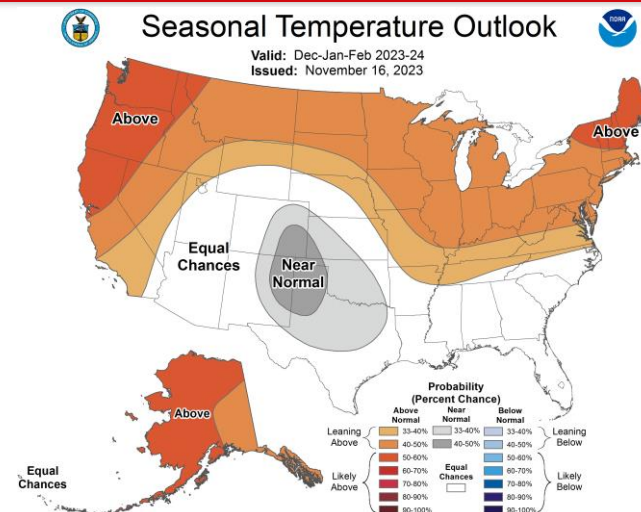 Seasonal Temperature Outlook
NOAA
Valid: Dec-Jan-Feb 2023-24
Issued: November 16, 2023
Above
Above
Equal
Chances
Near
Normal
Above
Equal
Chances
Probability
(Percent Chance)
Above
Normal
Near
Normal
Below
Normal
Leaning
Above
33-40%
33-40%
33-40%
Leaning
Below
40-50%
40-50%
40-50%
Likely
Above
50-60%
Equal
Chances
50-60%
Likely
Below
60-70%
60-70%
70-80%
70-80%
80-90%
80-90%
90-100%
90-100%